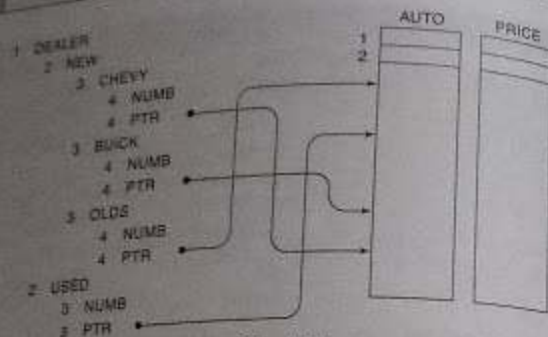 AUTO PRICE
1 DEALER
1
2 NEW
2
3 CHEVY
4 NUMB
4 PTR
3 BUICK
4 NUMB
4 PTR
3 OLDS
4 NUMB
4 PTR
2 USED
3 NUMB
3 PTR